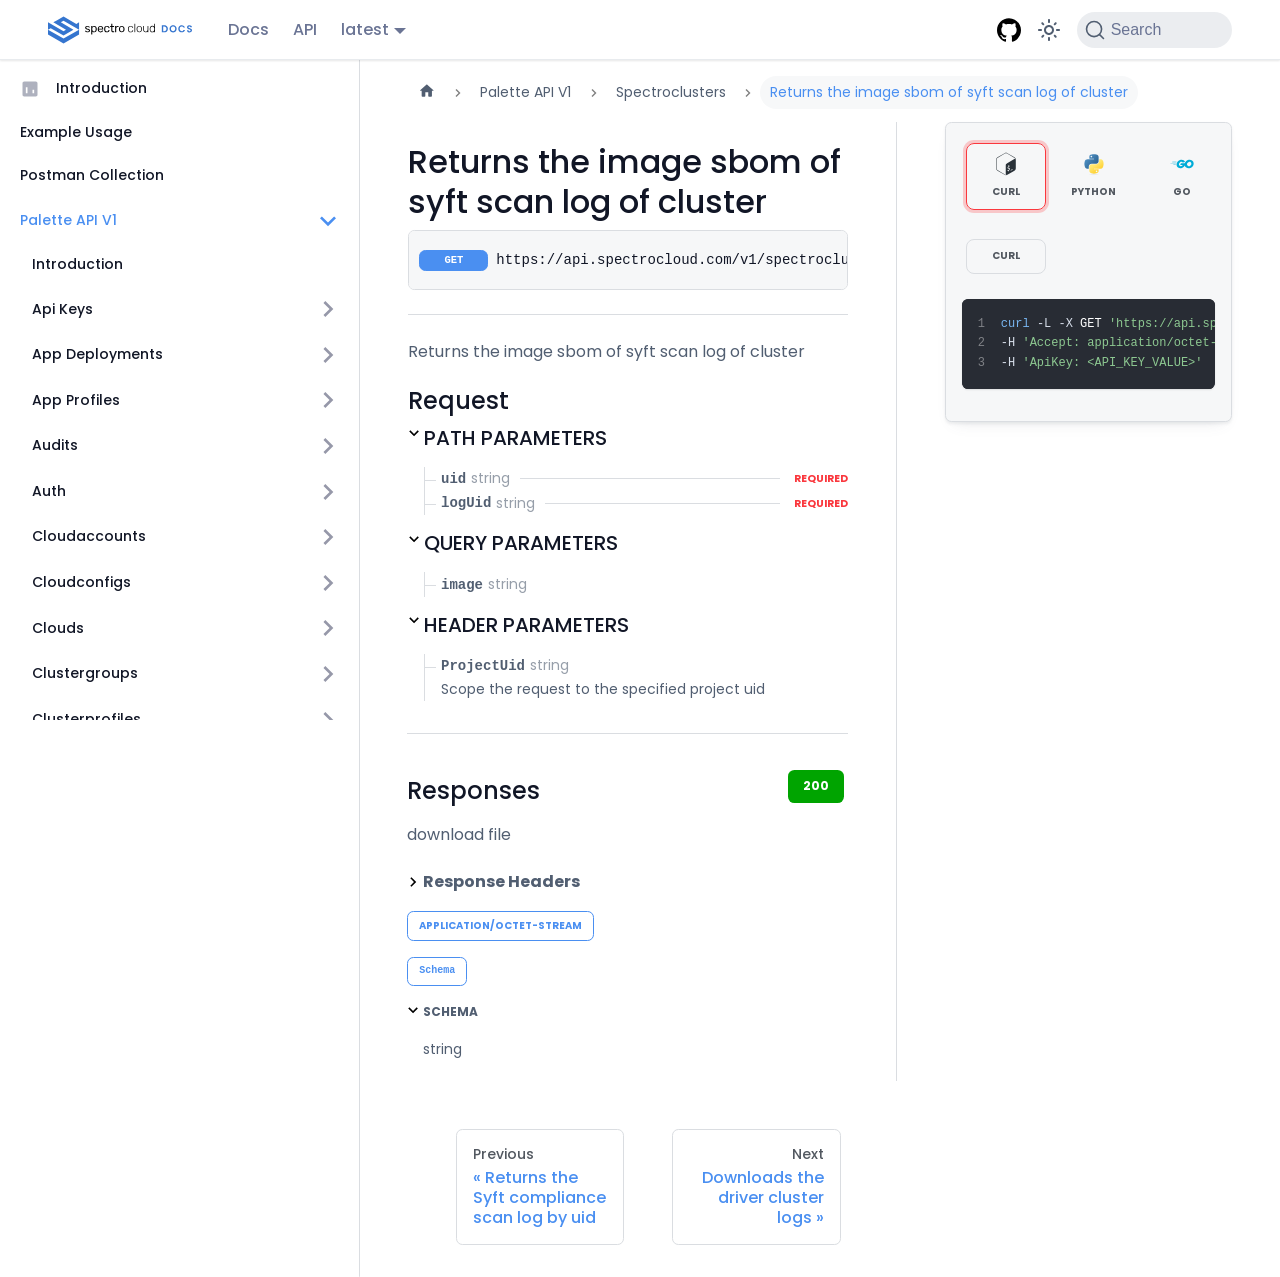 spectro cloud DOCS
Docs
API
latest
Search
Introduction
Example Usage
Postman Collection
Palette API V1
Introduction
Api Keys
App Deployments
App Profiles
Audits
Auth
Cloudaccounts
Cloudconfigs
Clouds
Clustergroups
Clusterprofiles
Palette API V1
Spectroclusters
Returns the image sbom of syft scan log of cluster
Returns the image sbom of
syft scan log of cluster
GET https://api.spectrocloud.com/v1/spectroclu
Returns the image sbom of syft scan log of cluster
Request
PATH PARAMETERS
uid string REQUIRED
logUid string REQUIRED
QUERY PARAMETERS
image string
HEADER PARAMETERS
ProjectUid string
Scope the request to the specified project uid
Responses
200
download file
Response Headers
APPLICATION/OCTET-STREAM
Schema
SCHEMA
string
Previous
« Returns the
Syft compliance
scan log by uid
Next
Downloads the
driver cluster
logs »
CURL
PYTHON
GO
CURL
1 curl -L -X GET 'https://api.sp
2 -H 'Accept: application/octet-
3 -H 'ApiKey: <API_KEY_VALUE>'